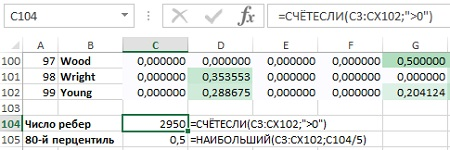 C104 fx =СЧЁТЕСЛИ(C3:CX102;">0")
A B C D E F G
100 97 Wood 0,000000 0,000000 0,000000 0,000000 0,500000
101 98 Wright 0,000000 0,353553 0,000000 0,000000 0,000000
102 99 Young 0,000000 0,288675 0,000000 0,000000 0,204124
103
104 Число ребер 2950 =СЧЁТЕСЛИ(C3:CX102;">0")
105 80-й перцентиль 0,5 =НАИБОЛЬШИЙ(C3:CX102;C104/5)